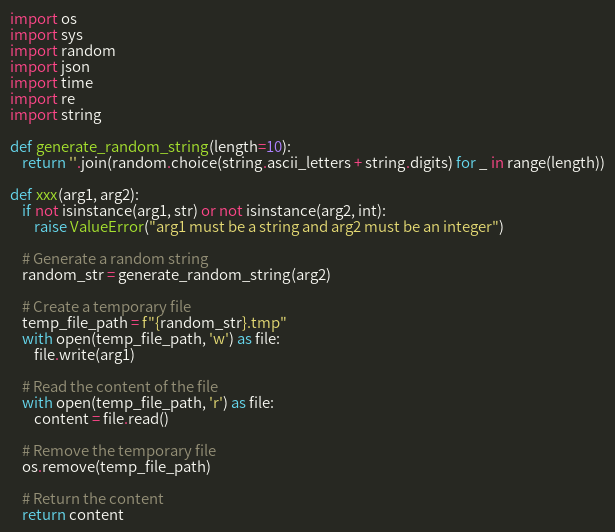 import os
import sys
import random
import json
import time
import re
import string

def generate_random_string(length=10):
    return ''.join(random.choice(string.ascii_letters + string.digits) for _ in range(length))

def xxx(arg1, arg2):
    if not isinstance(arg1, str) or not isinstance(arg2, int):
        raise ValueError("arg1 must be a string and arg2 must be an integer")

    # Generate a random string
    random_str = generate_random_string(arg2)

    # Create a temporary file
    temp_file_path = f"{random_str}.tmp"
    with open(temp_file_path, 'w') as file:
        file.write(arg1)

    # Read the content of the file
    with open(temp_file_path, 'r') as file:
        content = file.read()

    # Remove the temporary file
    os.remove(temp_file_path)

    # Return the content
    return content